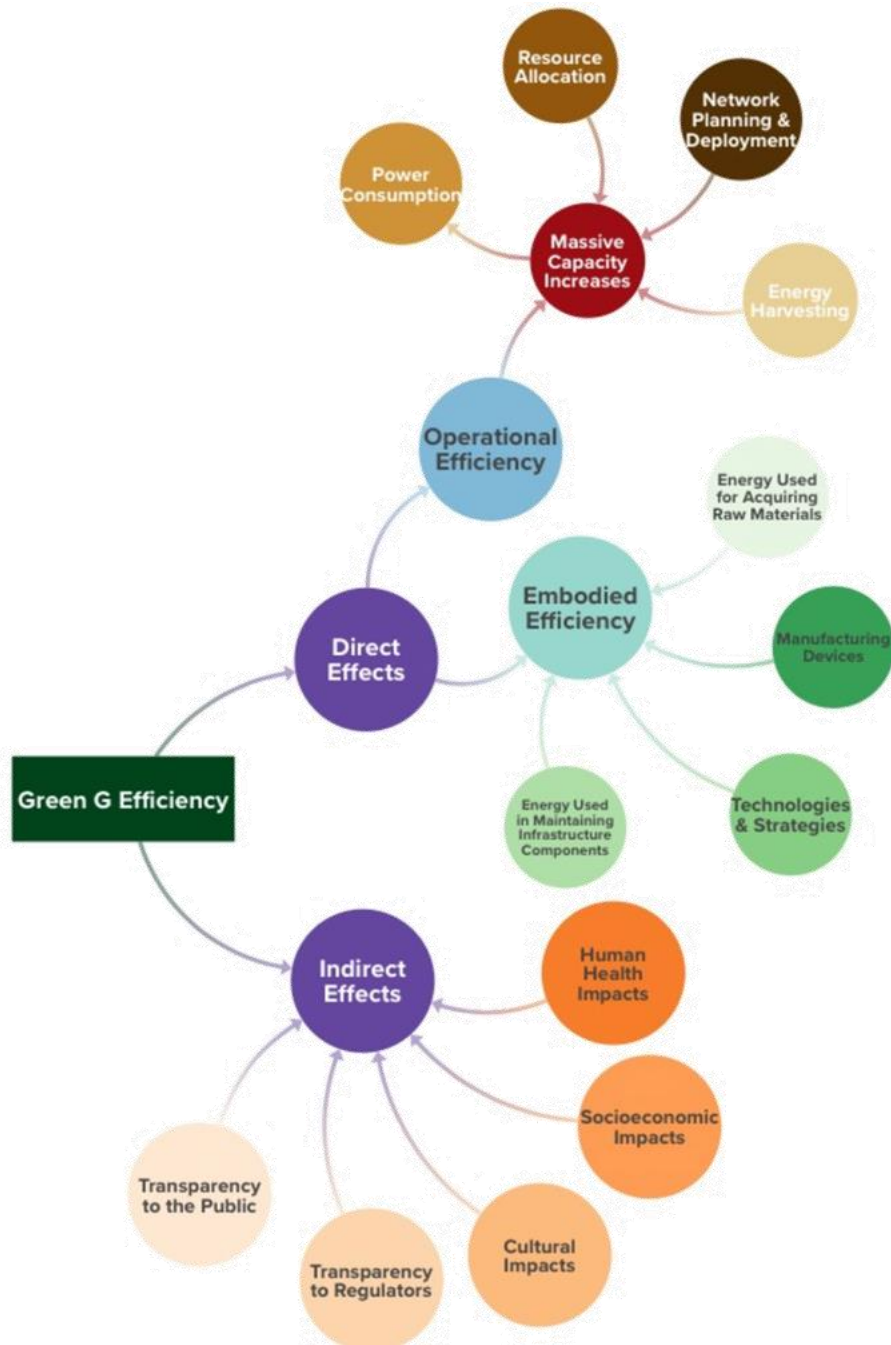 Resource
Allocation
Network
Planning &
Deployment
Power
Consumption
Massive
Capacity
Increases
Energy
Harvesting
Operational
Efficiency
Energy Used
for Acquiring
Raw Materials
Embodied
Efficiency
Manufacturing
Devices
Direct
Effects
Green G Efficiency
Energy Used
in Maintaining
Infrastructure
Components
Technologies
& Strategies
Indirect
Effects
Human
Health
Impacts
Socioeconomic
Impacts
Transparency
to the Public
Transparency
to Regulators
Cultural
Impacts